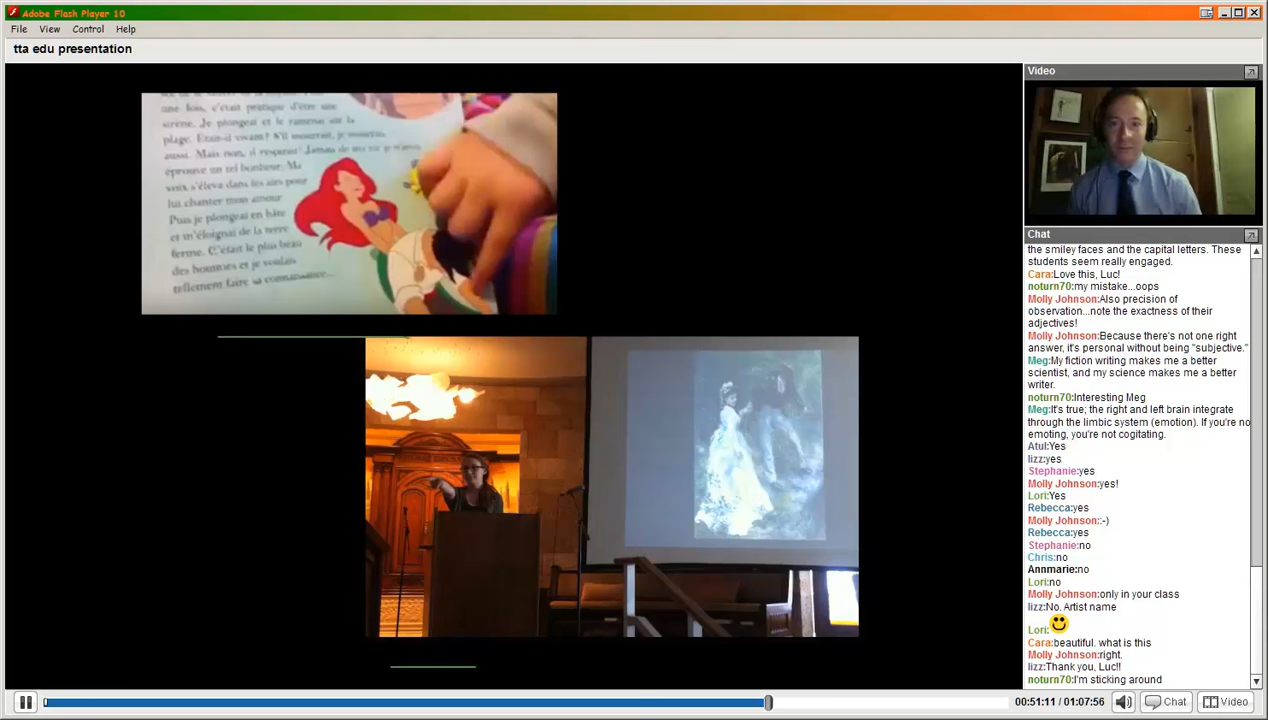 Adobe Flash Player 10
File View Control Help
tta edu presentation
une fois, c'était pratique d'être une
sirène. Je plongeai et le ramenai sur la
plage. Était-il vivant? S'il mourrait, je mourrais
aussi. Mais non, il respirait! Jamais de ma vie je n'avais
éprouvé un tel bonheur. Ma
voix s'éleva dans les airs pour
lui chanter mon amour
Puis je plongeai en hâte
et m'éloignai de la terre
ferme. C'était le plus beau
des hommes et je voulais
tellement faire sa connaissance...
Video
Chat
the smiley faces and the capital letters. These
students seem really engaged.
Cara:Love this, Luc!
noturn70:my mistake...oops
Molly Johnson:Also precision of
observation...note the exactness of their
adjectives!
Molly Johnson:Because there's not one right
answer, it's personal without being "subjective."
Meg:My fiction writing makes me a better
scientist, and my science makes me a better
writer.
noturn70:Interesting Meg
Meg:It's true; the right and left brain integrate
through the limbic system (emotion). If you're no
emoting, you're not cogitating.
Atul:Yes
lizz:yes
Stephanie:yes
Molly Johnson:yes!
Lori:Yes
Rebecca:yes
Molly Johnson::-)
Rebecca:yes
Stephanie:no
Chris:no
Annmarie:no
Lori:no
Molly Johnson:only in your class
lizz:No. Artist name
Lori:
Cara:beautiful. what is this
Molly Johnson:right.
lizz:Thank you, Luc!!
noturn70:I'm sticking around
00:51:11 / 01:07:56 Chat Video